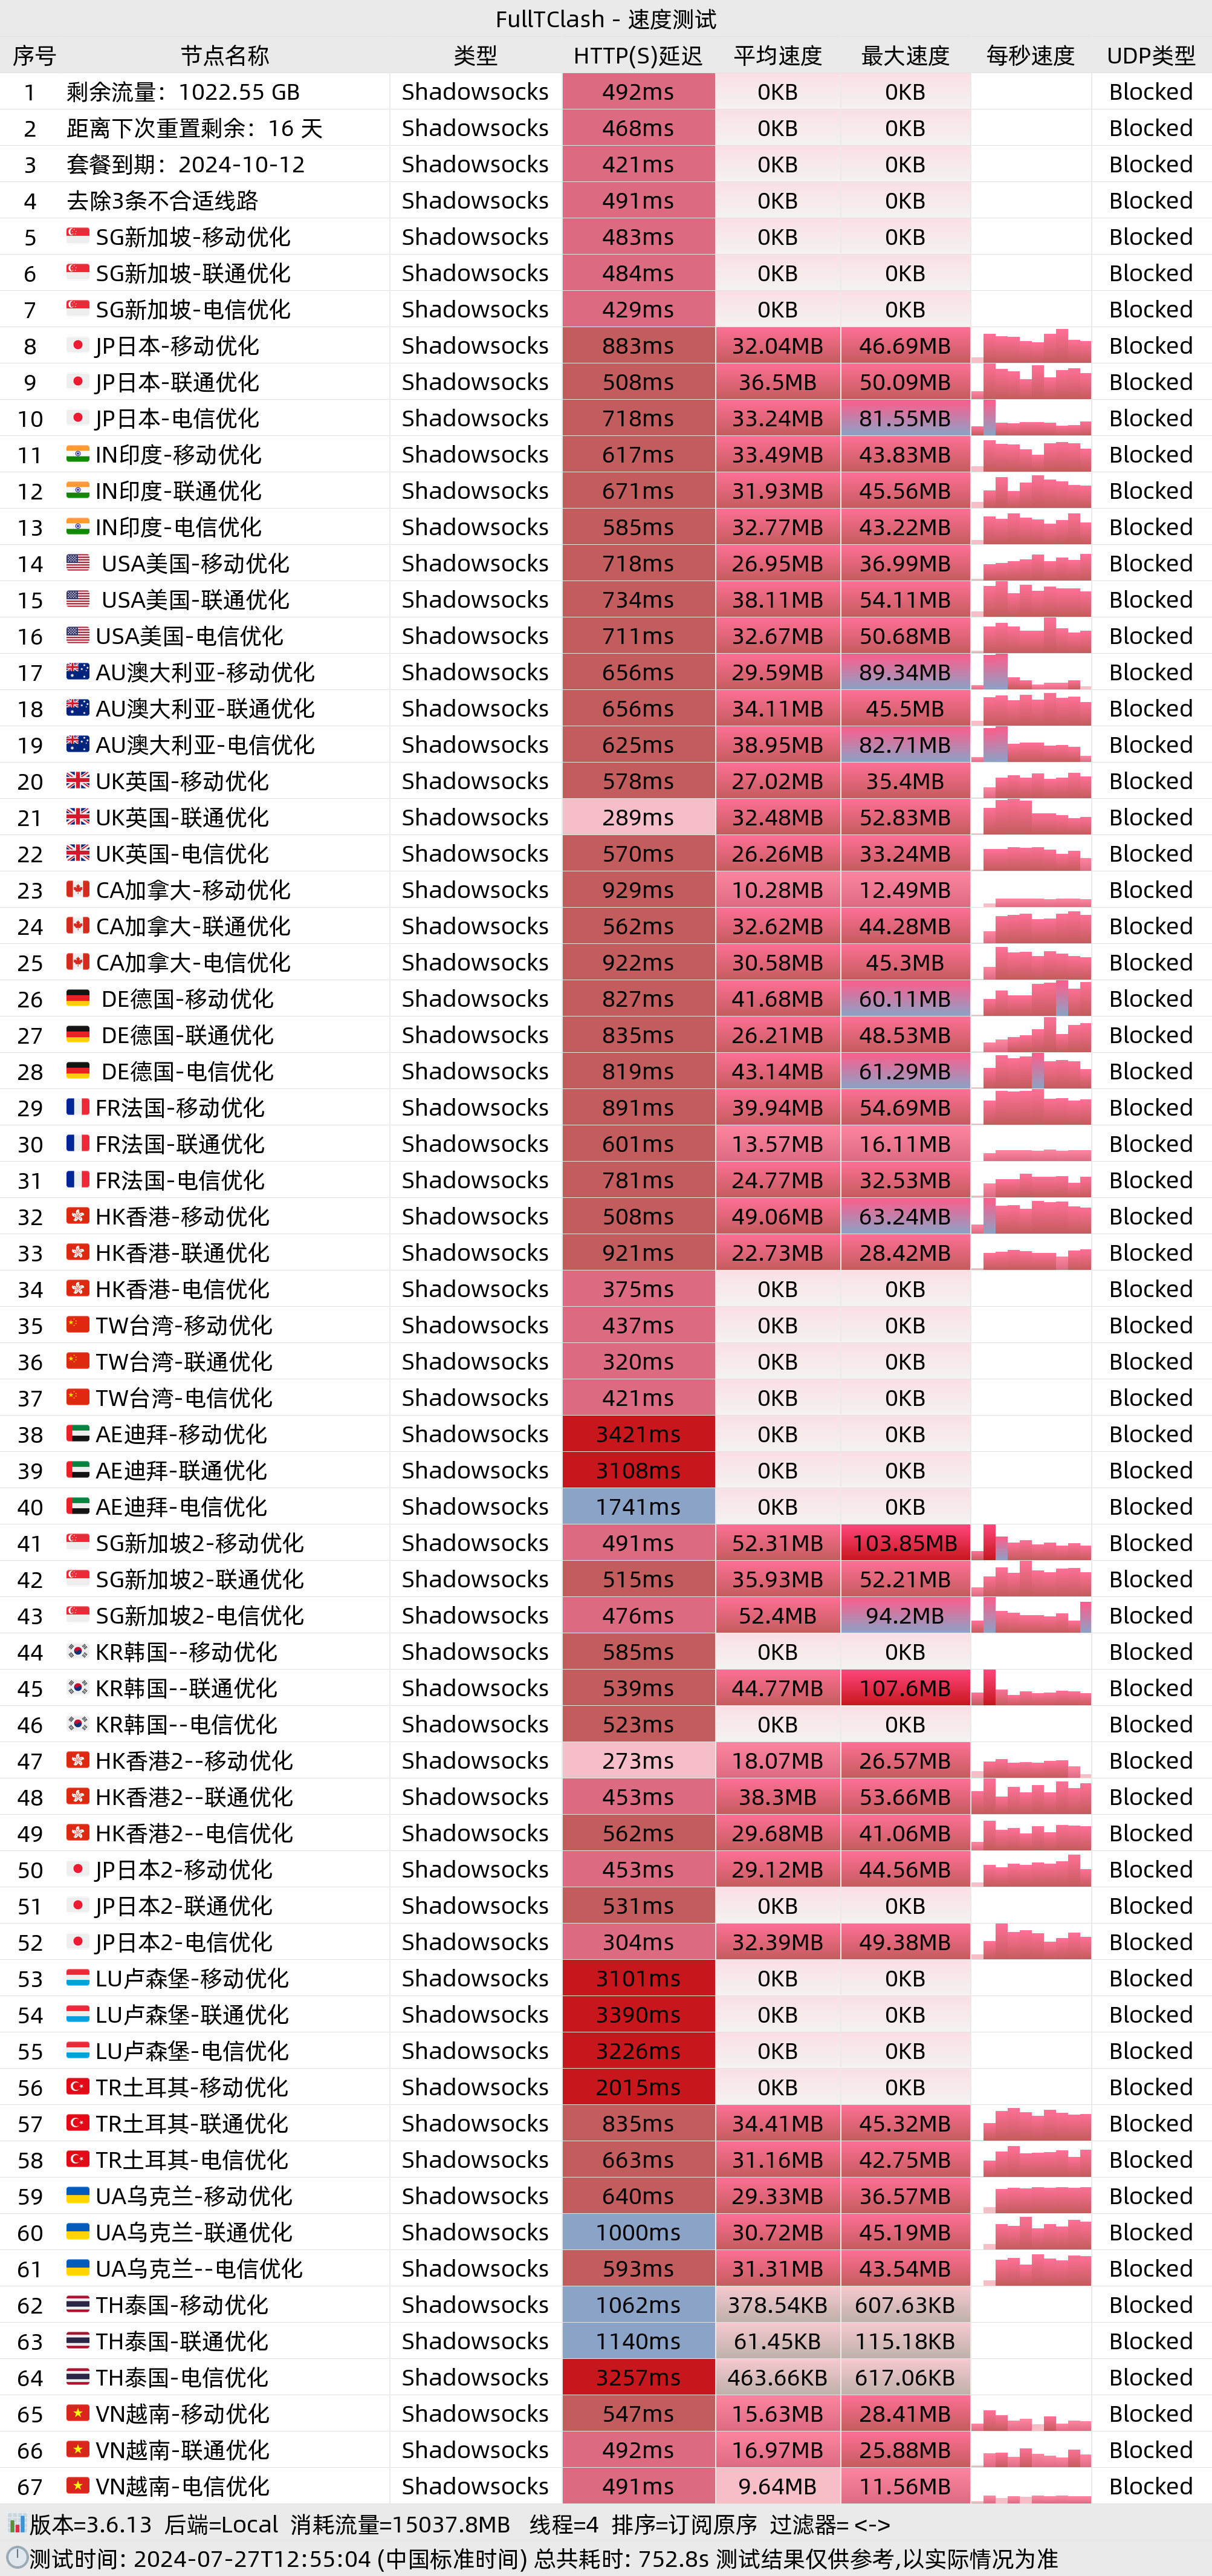 FullTClash - 速度测试
序号 节点名称 类型 HTTP(S)延迟 平均速度 最大速度 每秒速度 UDP类型
1 剩余流量：1022.55 GB Shadowsocks 492ms 0KB 0KB Blocked
2 距离下次重置剩余：16 天 Shadowsocks 468ms 0KB 0KB Blocked
3 套餐到期：2024-10-12 Shadowsocks 421ms 0KB 0KB Blocked
4 去除3条不合适线路 Shadowsocks 491ms 0KB 0KB Blocked
5 SG新加坡-移动优化 Shadowsocks 483ms 0KB 0KB Blocked
6 SG新加坡-联通优化 Shadowsocks 484ms 0KB 0KB Blocked
7 SG新加坡-电信优化 Shadowsocks 429ms 0KB 0KB Blocked
8 JP日本-移动优化 Shadowsocks 883ms 32.04MB 46.69MB Blocked
9 JP日本-联通优化 Shadowsocks 508ms 36.5MB 50.09MB Blocked
10 JP日本-电信优化 Shadowsocks 718ms 33.24MB 81.55MB Blocked
11 IN印度-移动优化 Shadowsocks 617ms 33.49MB 43.83MB Blocked
12 IN印度-联通优化 Shadowsocks 671ms 31.93MB 45.56MB Blocked
13 IN印度-电信优化 Shadowsocks 585ms 32.77MB 43.22MB Blocked
14 USA美国-移动优化 Shadowsocks 718ms 26.95MB 36.99MB Blocked
15 USA美国-联通优化 Shadowsocks 734ms 38.11MB 54.11MB Blocked
16 USA美国-电信优化 Shadowsocks 711ms 32.67MB 50.68MB Blocked
17 AU澳大利亚-移动优化 Shadowsocks 656ms 29.59MB 89.34MB Blocked
18 AU澳大利亚-联通优化 Shadowsocks 656ms 34.11MB 45.5MB Blocked
19 AU澳大利亚-电信优化 Shadowsocks 625ms 38.95MB 82.71MB Blocked
20 UK英国-移动优化 Shadowsocks 578ms 27.02MB 35.4MB Blocked
21 UK英国-联通优化 Shadowsocks 289ms 32.48MB 52.83MB Blocked
22 UK英国-电信优化 Shadowsocks 570ms 26.26MB 33.24MB Blocked
23 CA加拿大-移动优化 Shadowsocks 929ms 10.28MB 12.49MB Blocked
24 CA加拿大-联通优化 Shadowsocks 562ms 32.62MB 44.28MB Blocked
25 CA加拿大-电信优化 Shadowsocks 922ms 30.58MB 45.3MB Blocked
26 DE德国-移动优化 Shadowsocks 827ms 41.68MB 60.11MB Blocked
27 DE德国-联通优化 Shadowsocks 835ms 26.21MB 48.53MB Blocked
28 DE德国-电信优化 Shadowsocks 819ms 43.14MB 61.29MB Blocked
29 FR法国-移动优化 Shadowsocks 891ms 39.94MB 54.69MB Blocked
30 FR法国-联通优化 Shadowsocks 601ms 13.57MB 16.11MB Blocked
31 FR法国-电信优化 Shadowsocks 781ms 24.77MB 32.53MB Blocked
32 HK香港-移动优化 Shadowsocks 508ms 49.06MB 63.24MB Blocked
33 HK香港-联通优化 Shadowsocks 921ms 22.73MB 28.42MB Blocked
34 HK香港-电信优化 Shadowsocks 375ms 0KB 0KB Blocked
35 TW台湾-移动优化 Shadowsocks 437ms 0KB 0KB Blocked
36 TW台湾-联通优化 Shadowsocks 320ms 0KB 0KB Blocked
37 TW台湾-电信优化 Shadowsocks 421ms 0KB 0KB Blocked
38 AE迪拜-移动优化 Shadowsocks 3421ms 0KB 0KB Blocked
39 AE迪拜-联通优化 Shadowsocks 3108ms 0KB 0KB Blocked
40 AE迪拜-电信优化 Shadowsocks 1741ms 0KB 0KB Blocked
41 SG新加坡2-移动优化 Shadowsocks 491ms 52.31MB 103.85MB Blocked
42 SG新加坡2-联通优化 Shadowsocks 515ms 35.93MB 52.21MB Blocked
43 SG新加坡2-电信优化 Shadowsocks 476ms 52.4MB 94.2MB Blocked
44 KR韩国--移动优化 Shadowsocks 585ms 0KB 0KB Blocked
45 KR韩国--联通优化 Shadowsocks 539ms 44.77MB 107.6MB Blocked
46 KR韩国--电信优化 Shadowsocks 523ms 0KB 0KB Blocked
47 HK香港2--移动优化 Shadowsocks 273ms 18.07MB 26.57MB Blocked
48 HK香港2--联通优化 Shadowsocks 453ms 38.3MB 53.66MB Blocked
49 HK香港2--电信优化 Shadowsocks 562ms 29.68MB 41.06MB Blocked
50 JP日本2-移动优化 Shadowsocks 453ms 29.12MB 44.56MB Blocked
51 JP日本2-联通优化 Shadowsocks 531ms 0KB 0KB Blocked
52 JP日本2-电信优化 Shadowsocks 304ms 32.39MB 49.38MB Blocked
53 LU卢森堡-移动优化 Shadowsocks 3101ms 0KB 0KB Blocked
54 LU卢森堡-联通优化 Shadowsocks 3390ms 0KB 0KB Blocked
55 LU卢森堡-电信优化 Shadowsocks 3226ms 0KB 0KB Blocked
56 TR土耳其-移动优化 Shadowsocks 2015ms 0KB 0KB Blocked
57 TR土耳其-联通优化 Shadowsocks 835ms 34.41MB 45.32MB Blocked
58 TR土耳其-电信优化 Shadowsocks 663ms 31.16MB 42.75MB Blocked
59 UA乌克兰-移动优化 Shadowsocks 640ms 29.33MB 36.57MB Blocked
60 UA乌克兰-联通优化 Shadowsocks 1000ms 30.72MB 45.19MB Blocked
61 UA乌克兰--电信优化 Shadowsocks 593ms 31.31MB 43.54MB Blocked
62 TH泰国-移动优化 Shadowsocks 1062ms 378.54KB 607.63KB Blocked
63 TH泰国-联通优化 Shadowsocks 1140ms 61.45KB 115.18KB Blocked
64 TH泰国-电信优化 Shadowsocks 3257ms 463.66KB 617.06KB Blocked
65 VN越南-移动优化 Shadowsocks 547ms 15.63MB 28.41MB Blocked
66 VN越南-联通优化 Shadowsocks 492ms 16.97MB 25.88MB Blocked
67 VN越南-电信优化 Shadowsocks 491ms 9.64MB 11.56MB Blocked
版本=3.6.13 后端=Local 消耗流量=15037.8MB 线程=4 排序=订阅原序 过滤器= <->
测试时间: 2024-07-27T12:55:04 (中国标准时间) 总共耗时: 752.8s 测试结果仅供参考,以实际情况为准